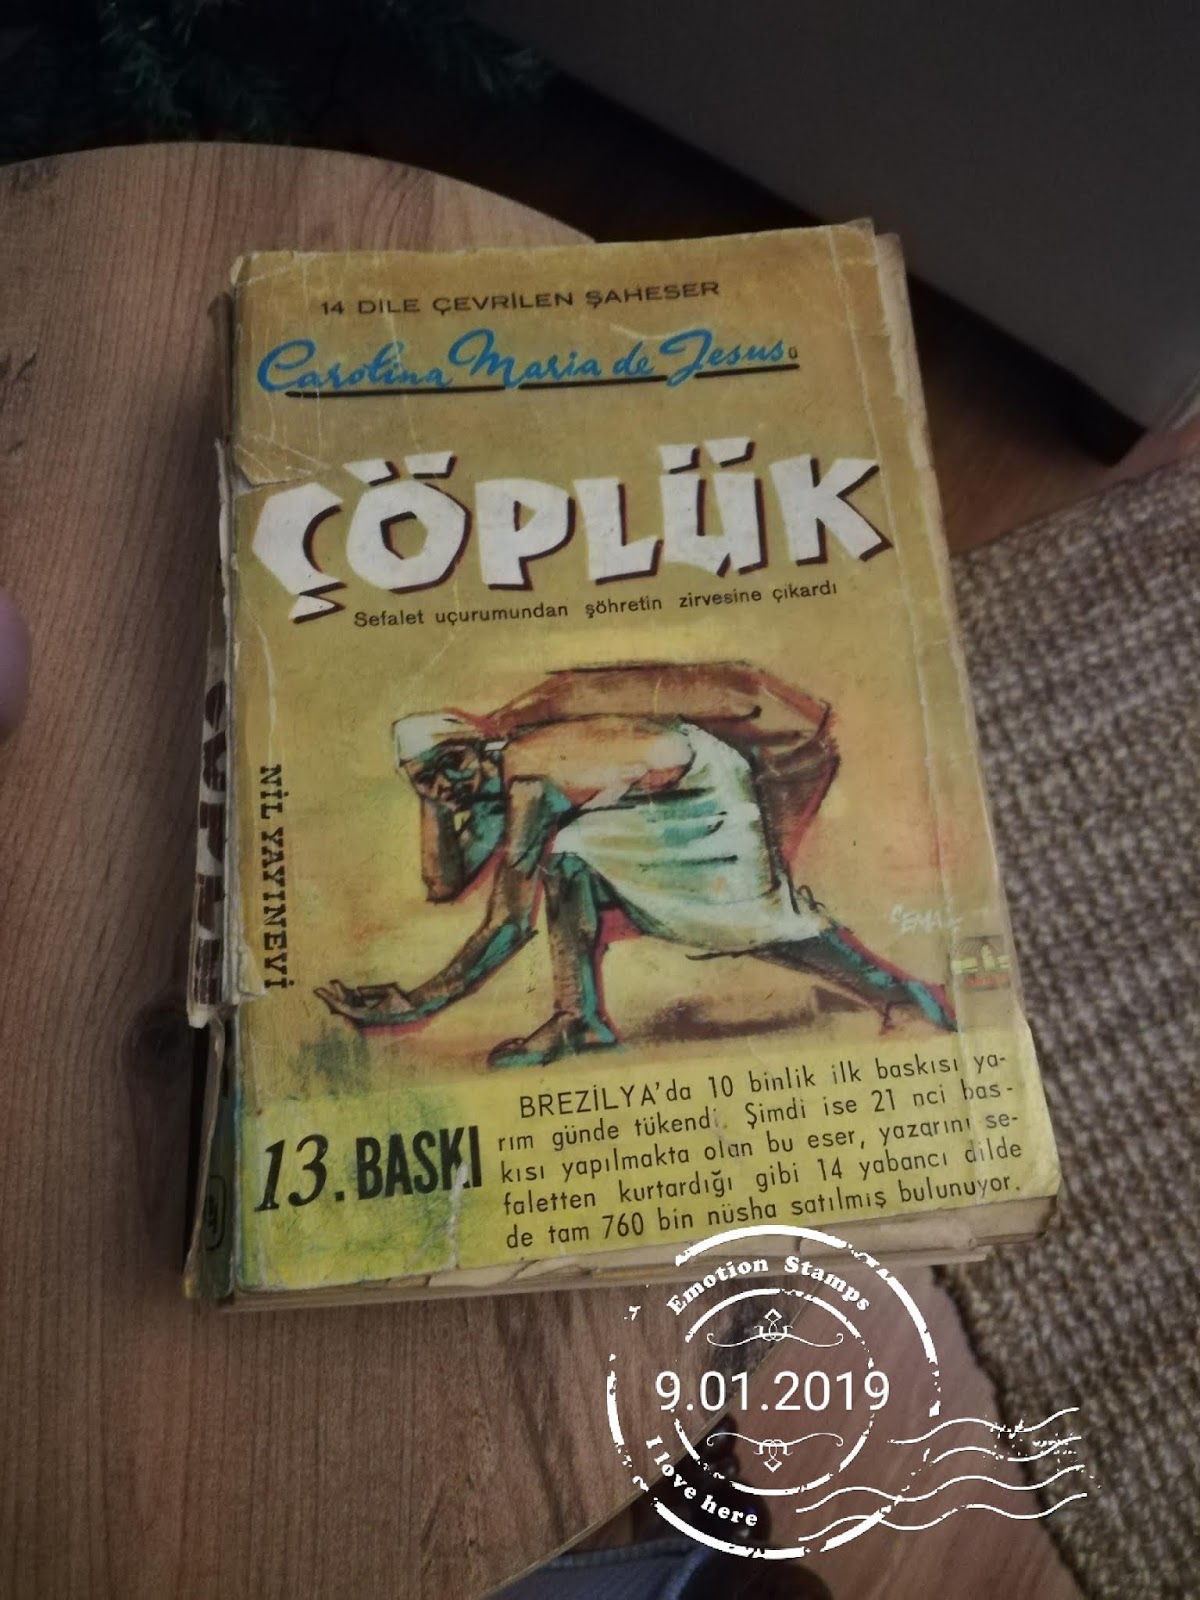 14 DİLE ÇEVRİLEN ŞAHESER
Carolina Maria de Jesus ü
ÇÖPLÜK
Sefalet uçurumundan şöhretin zirvesine çıkardı
NİL YAYINEVİ
CEMAL
BREZİLYA'da 10 binlik ilk baskısı ya-
rım günde tükendi. Şimdi ise 21 nci bas-
kısı yapılmakta olan bu eser, yazarını se-
faletten kurtardığı gibi 14 yabancı dilde
de tam 760 bin nüsha satılmış bulunuyor.
13. BASKI
Emotion Stamps
9.01.2019
I love here